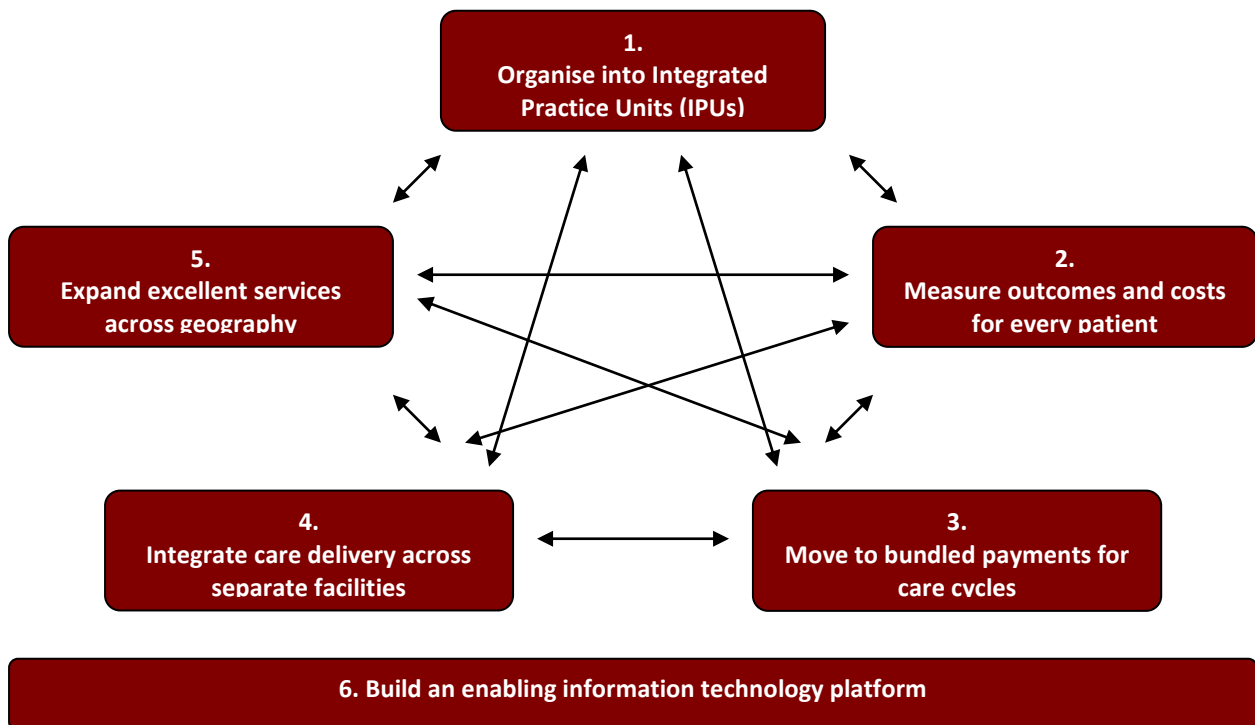 1.
Organise into Integrated
Practice Units (IPUs)
5.
Expand excellent services
across geography
2.
Measure outcomes and costs
for every patient
4.
Integrate care delivery across
separate facilities
3.
Move to bundled payments for
care cycles
6. Build an enabling information technology platform